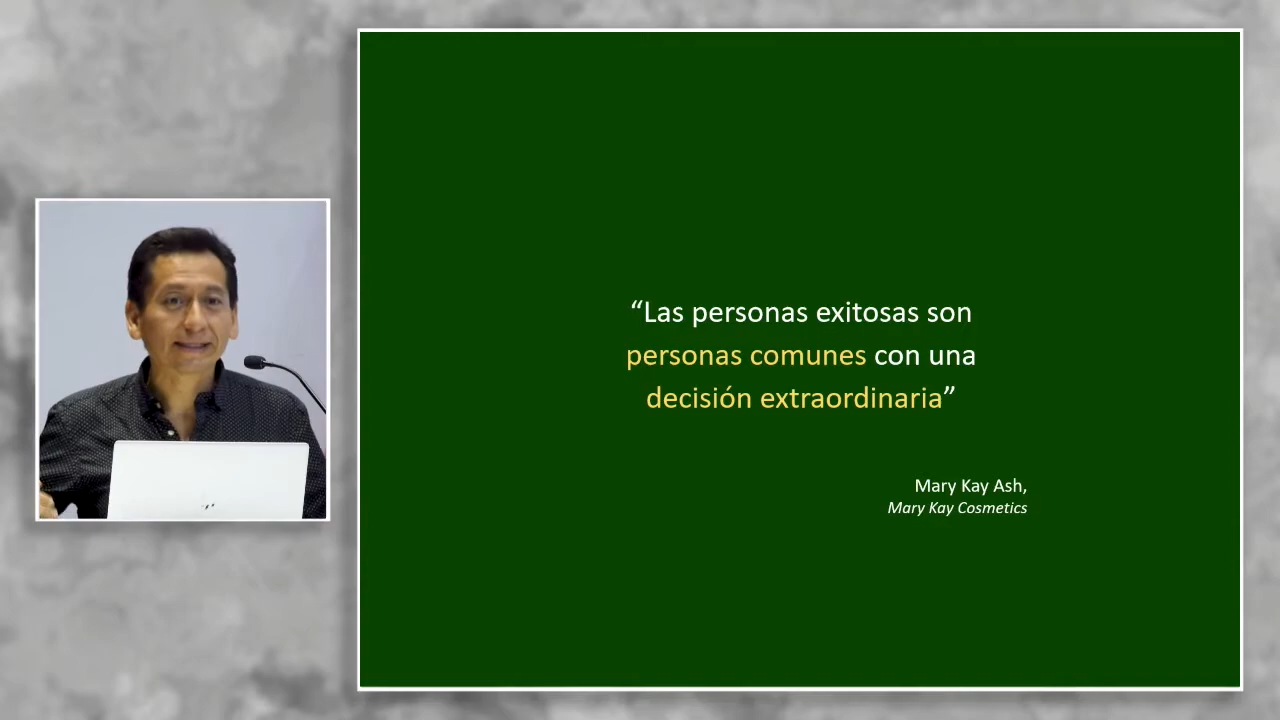 “Las personas exitosas son
personas comunes con una
decisión extraordinaria”
Mary Kay Ash,
Mary Kay Cosmetics